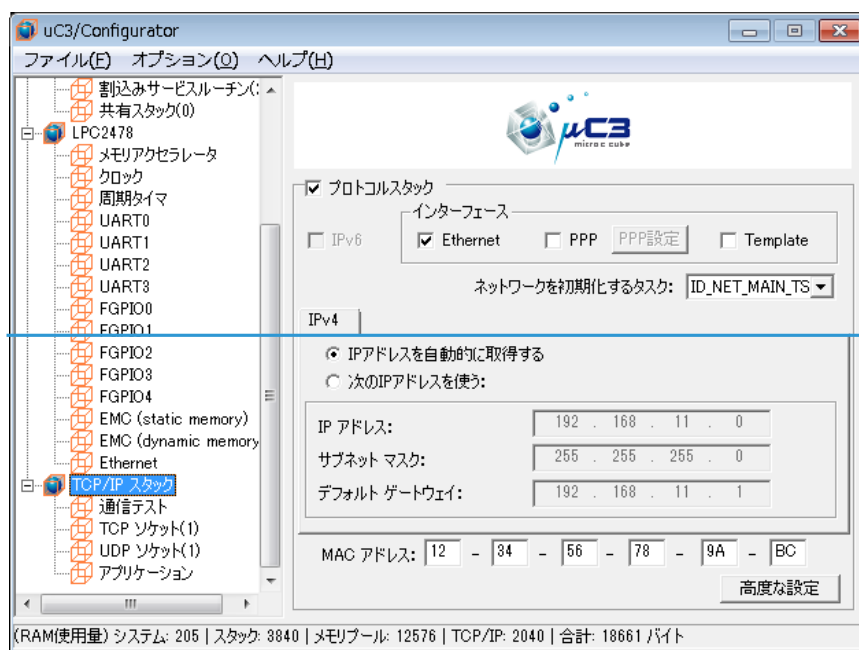 uC3/Configurator
ファイル(F) オプション(O) ヘルプ(H)
割込みサービスルーチン(
共有スタック(0)
LPC2478
メモリアクセラレータ
クロック
周期タイマ
UART0
UART1
UART2
UART3
FGPIO0
FGPIO1
FGPIO2
FGPIO3
FGPIO4
EMC (static memory)
EMC (dynamic memory
Ethernet
TCP/IP スタック
通信テスト
TCP ソケット(1)
UDP ソケット(1)
アプリケーション
μC3
micro c cube
プロトコルスタック
インターフェース
IPv6
Ethernet
PPP
PPP設定
Template
ネットワークを初期化するタスク: ID_NET_MAIN_TS
IPv4
IPアドレスを自動的に取得する
次のIPアドレスを使う:
IP アドレス: 192 . 168 . 11 . 0
サブネット マスク: 255 . 255 . 255 . 0
デフォルト ゲートウェイ: 192 . 168 . 11 . 1
MAC アドレス: 12 - 34 - 56 - 78 - 9A - BC
高度な設定
(RAM使用量) システム: 205 | スタック: 3840 | メモリプール: 12576 | TCP/IP: 2040 | 合計: 18661 バイト